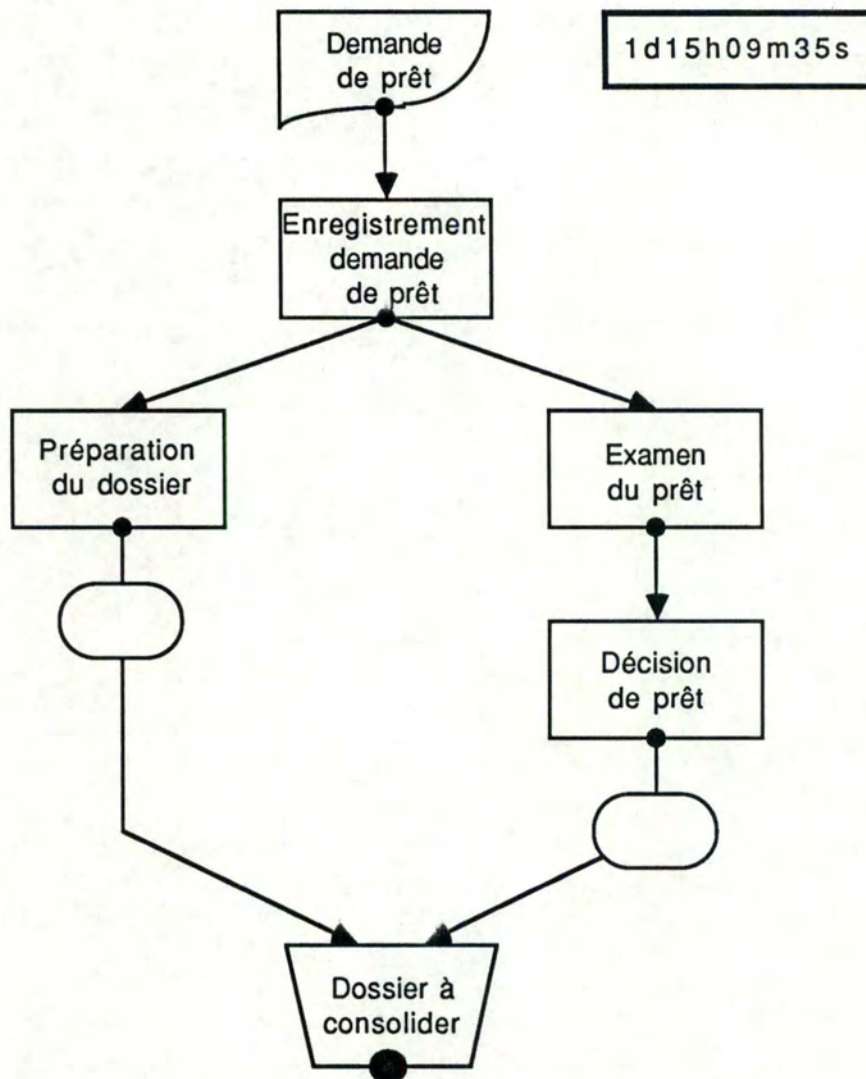 Demande
de prêt
1d15h09m35s
Enregistrement
demande
de prêt
Préparation
du dossier
Examen
du prêt
Décision
de prêt
Dossier à
consolider